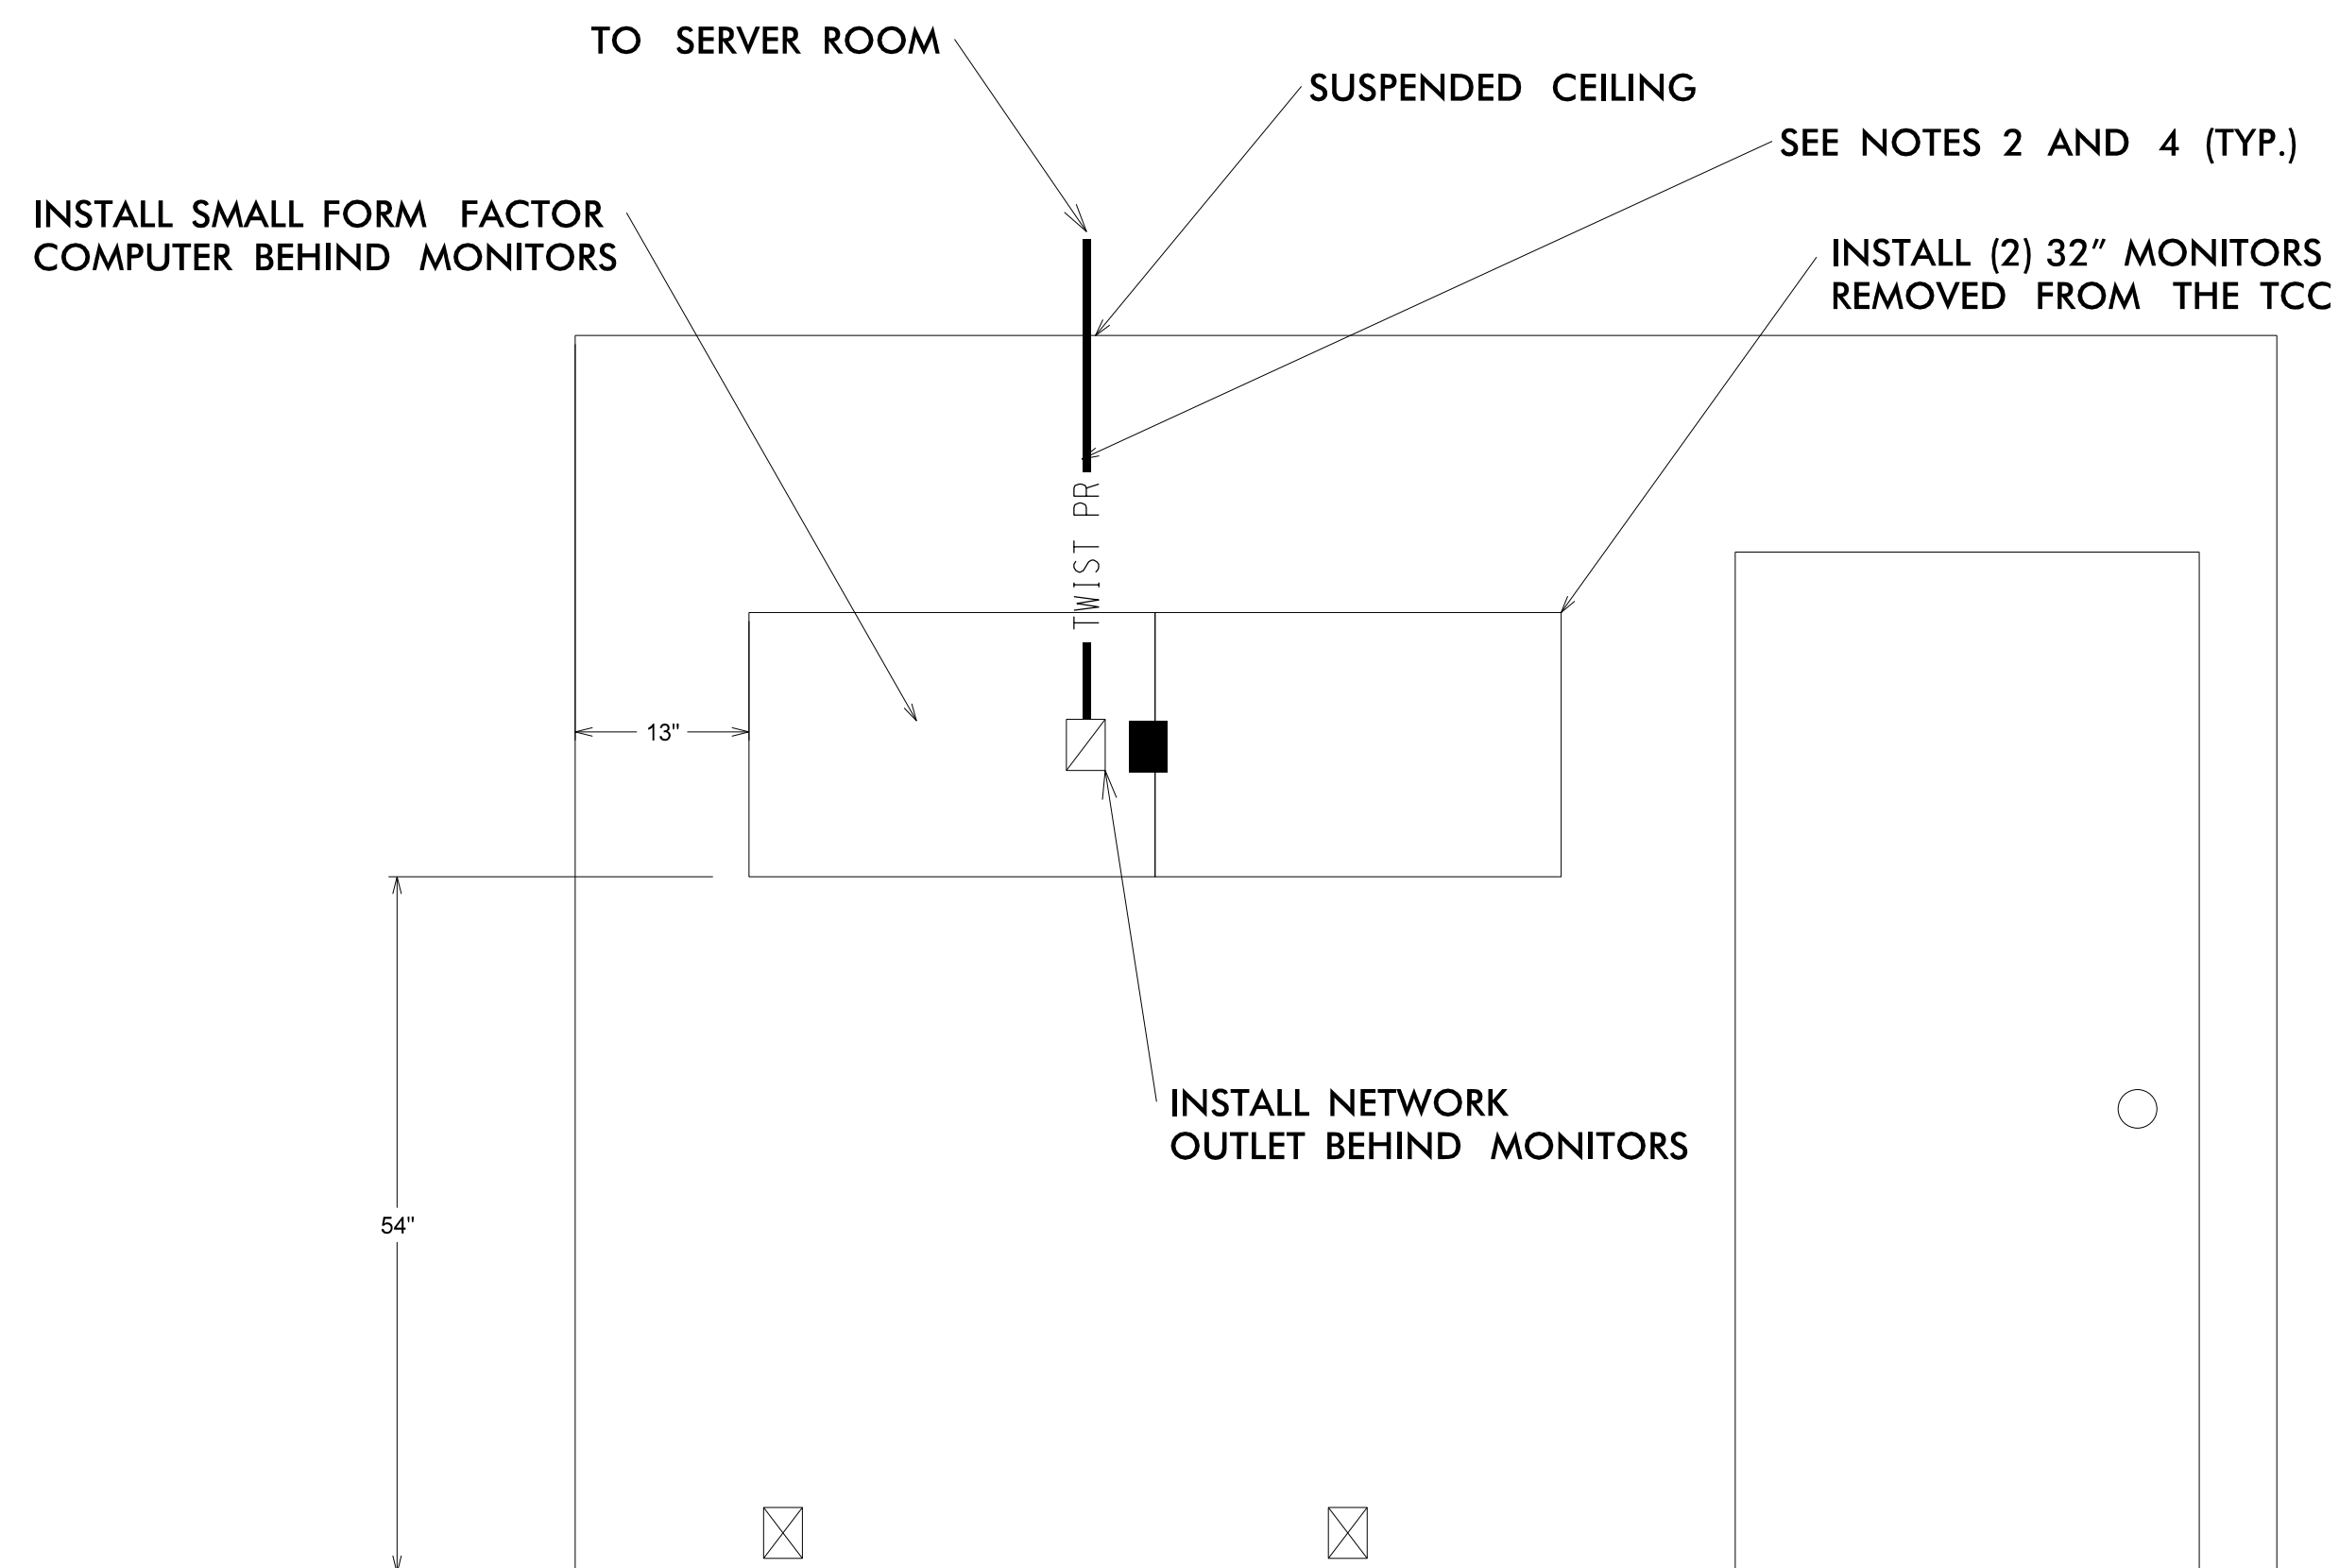 TO SERVER ROOM
SUSPENDED CEILING
SEE NOTES 2 AND 4 (TYP.)
INSTALL SMALL FORM FACTOR
COMPUTER BEHIND MONITORS
INSTALL (2) 32" MONITORS
REMOVED FROM THE TCC
TWIST PR
13"
INSTALL NETWORK
OUTLET BEHIND MONITORS
54"